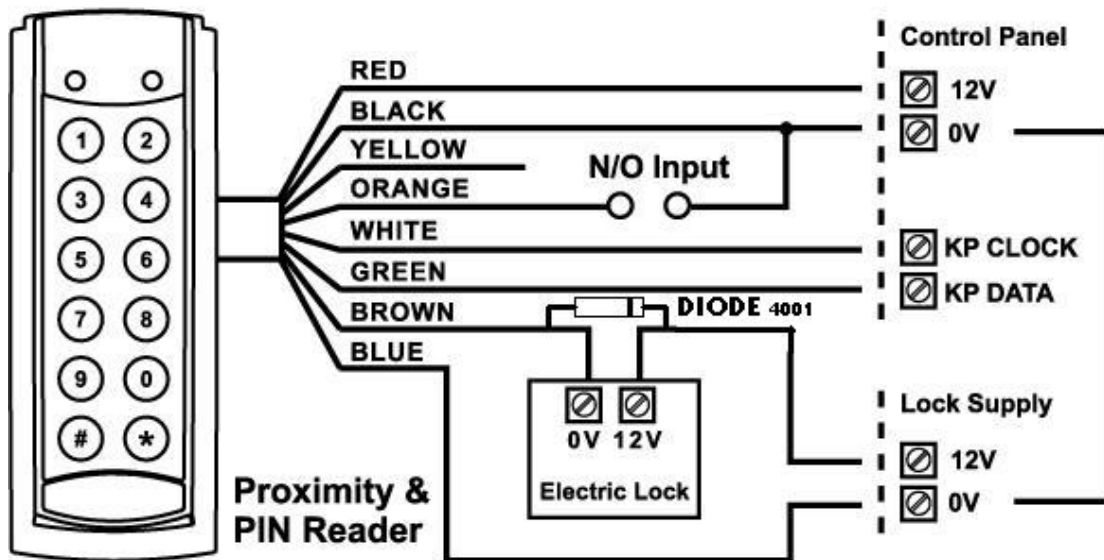 1 2
3 4
5 6
7 8
9 0
# *
Proximity &
PIN Reader
RED
BLACK
YELLOW
ORANGE
WHITE
GREEN
BROWN
BLUE
N/O Input
DIODE 4001
0V 12V
Electric Lock
Control Panel
12V
0V
KP CLOCK
KP DATA
Lock Supply
12V
0V